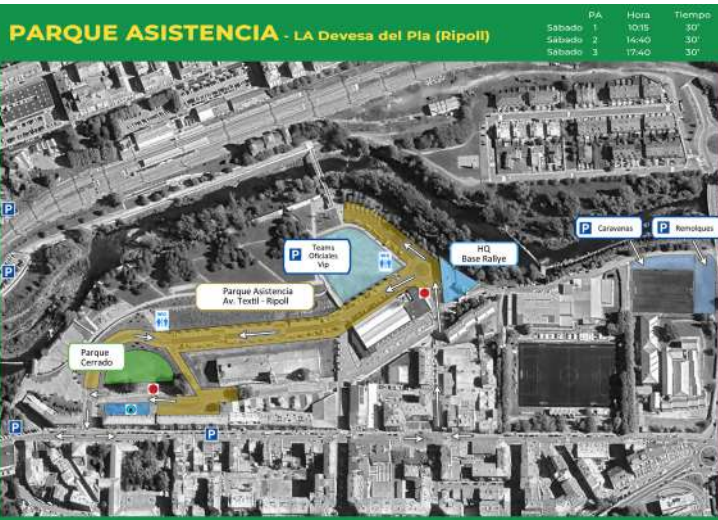 PARQUE ASISTENCIA - LA Devesa del Pla (Ripoll)
PA Hora Tiempo
Sábado 1 10:15 30'
Sábado 2 14:40 30'
Sábado 3 17:40 30'
P
P
P Caravanas
P Remolques
P Teams Oficiales Vip
HQ
Base Rallye
Parque Asistencia
Av. Textil - Ripoll
Parque
Cerrado
P
P